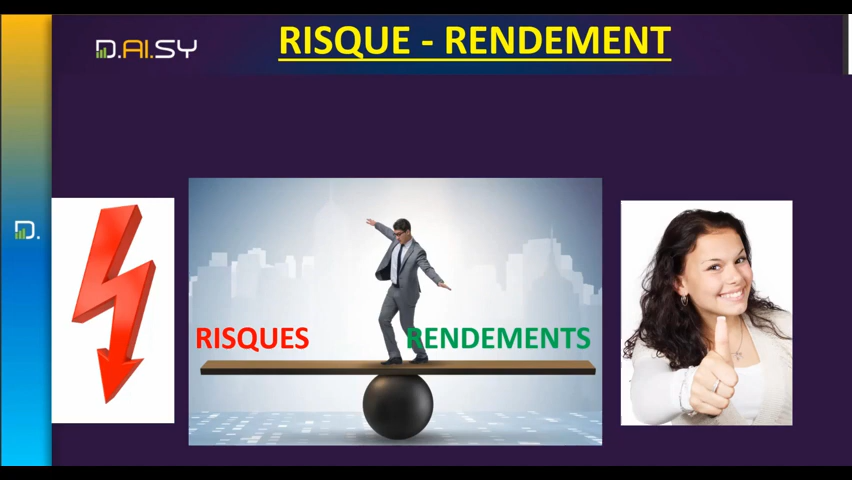 D.AI.SY
RISQUE - RENDEMENT
D.
RISQUES
RENDEMENTS